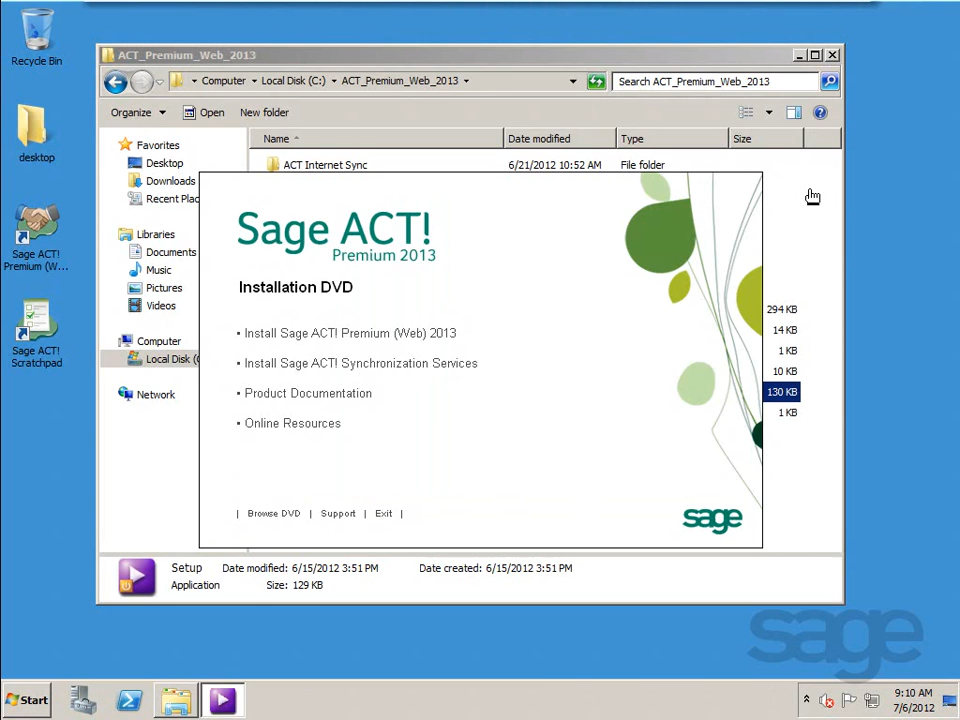 Recycle Bin
desktop
Sage ACT!
Premium (W...
Sage ACT!
Scratchpad
ACT_Premium_Web_2013
Computer
Local Disk (C:)
ACT_Premium_Web_2013
Search ACT_Premium_Web_2013
Organize
Open
New folder
Name
Date modified
Type
Size
Favorites
Desktop
Downloads
Recent Plac
Libraries
Documents
Music
Pictures
Videos
Computer
Local Disk (C
Network
ACT Internet Sync
6/21/2012 10:52 AM
File folder
294 KB
14 KB
1 KB
10 KB
130 KB
1 KB
Sage ACT!
Premium 2013
Installation DVD
• Install Sage ACT! Premium (Web) 2013
• Install Sage ACT! Synchronization Services
• Product Documentation
• Online Resources
| Browse DVD | Support | Exit |
sage
Setup
Date modified: 6/15/2012 3:51 PM
Date created: 6/15/2012 3:51 PM
Application
Size: 129 KB
sage
Start
9:10 AM
7/6/2012